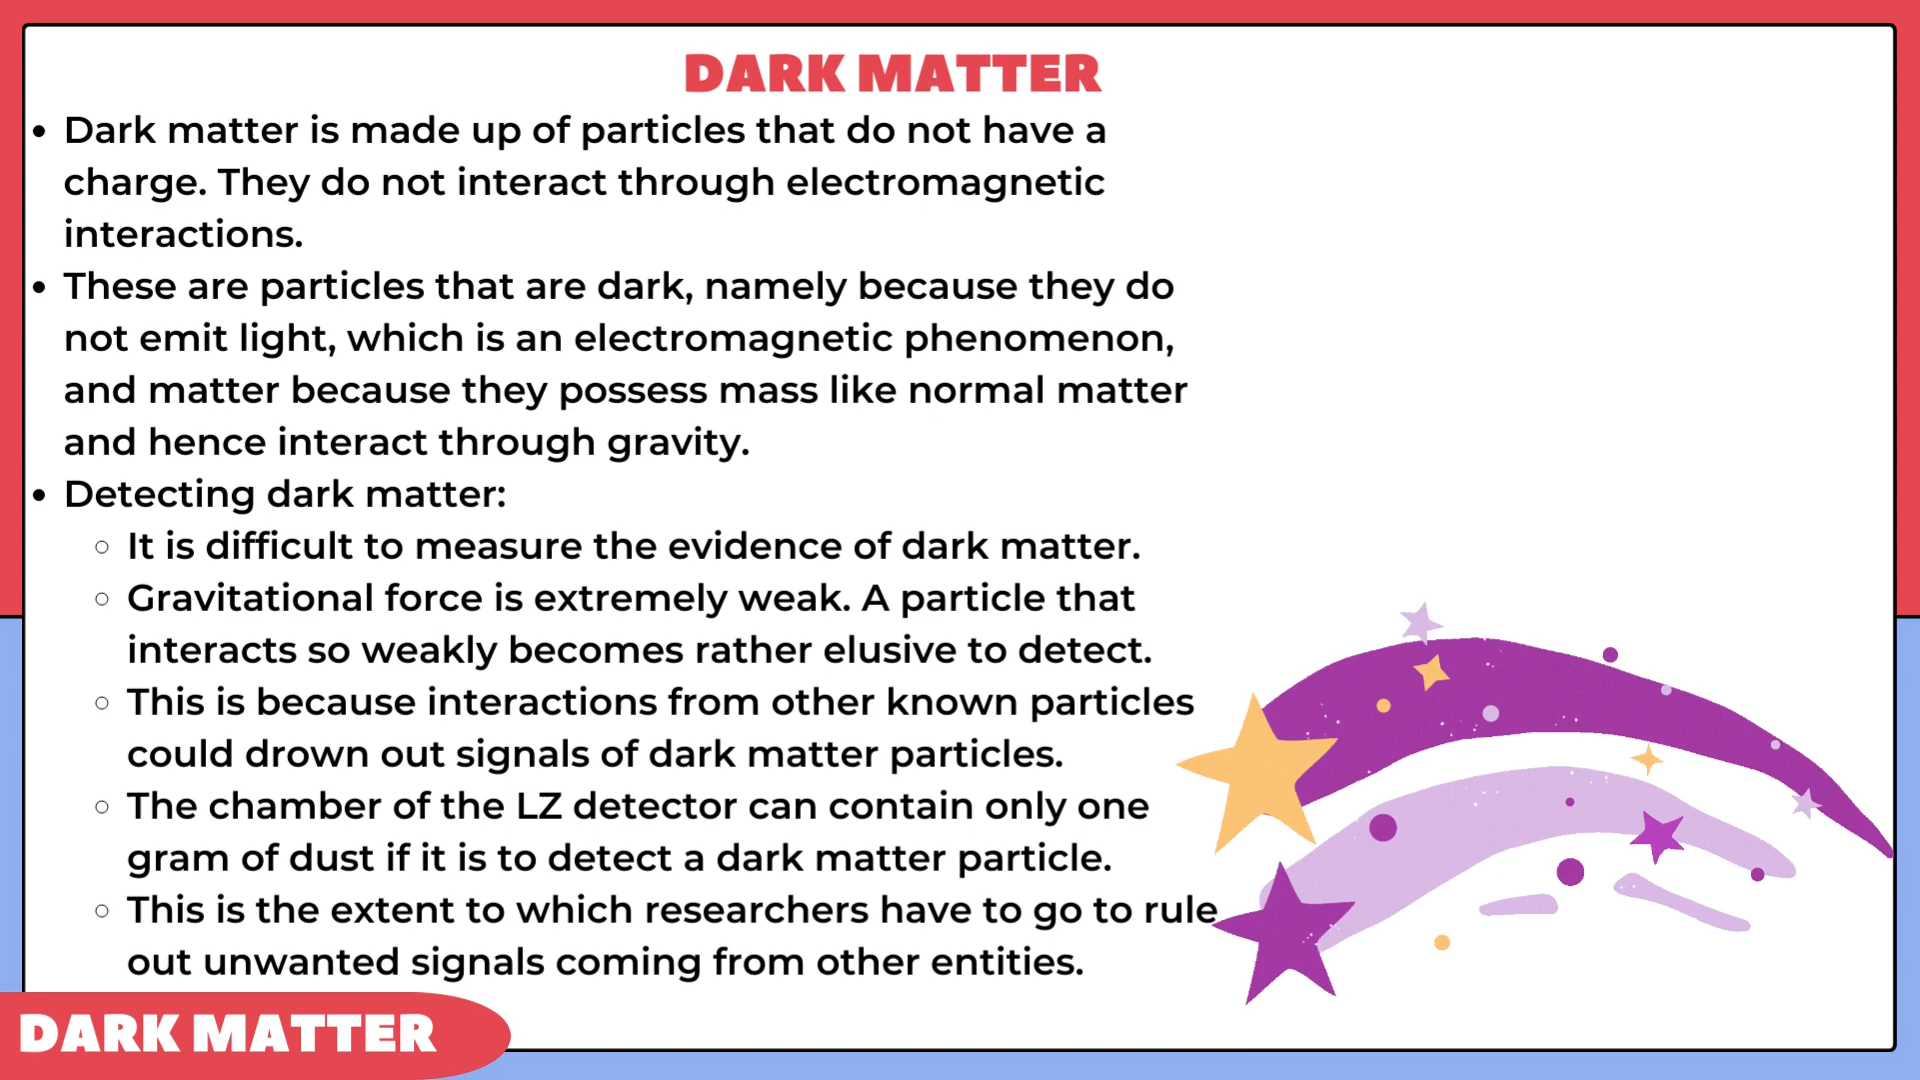 DARK MATTER
• Dark matter is made up of particles that do not have a
charge. They do not interact through electromagnetic
interactions.
• These are particles that are dark, namely because they do
not emit light, which is an electromagnetic phenomenon,
and matter because they possess mass like normal matter
and hence interact through gravity.
• Detecting dark matter:
○ It is difficult to measure the evidence of dark matter.
○ Gravitational force is extremely weak. A particle that
interacts so weakly becomes rather elusive to detect.
○ This is because interactions from other known particles
could drown out signals of dark matter particles.
○ The chamber of the LZ detector can contain only one
gram of dust if it is to detect a dark matter particle.
○ This is the extent to which researchers have to go to rule
out unwanted signals coming from other entities.
DARK MATTER